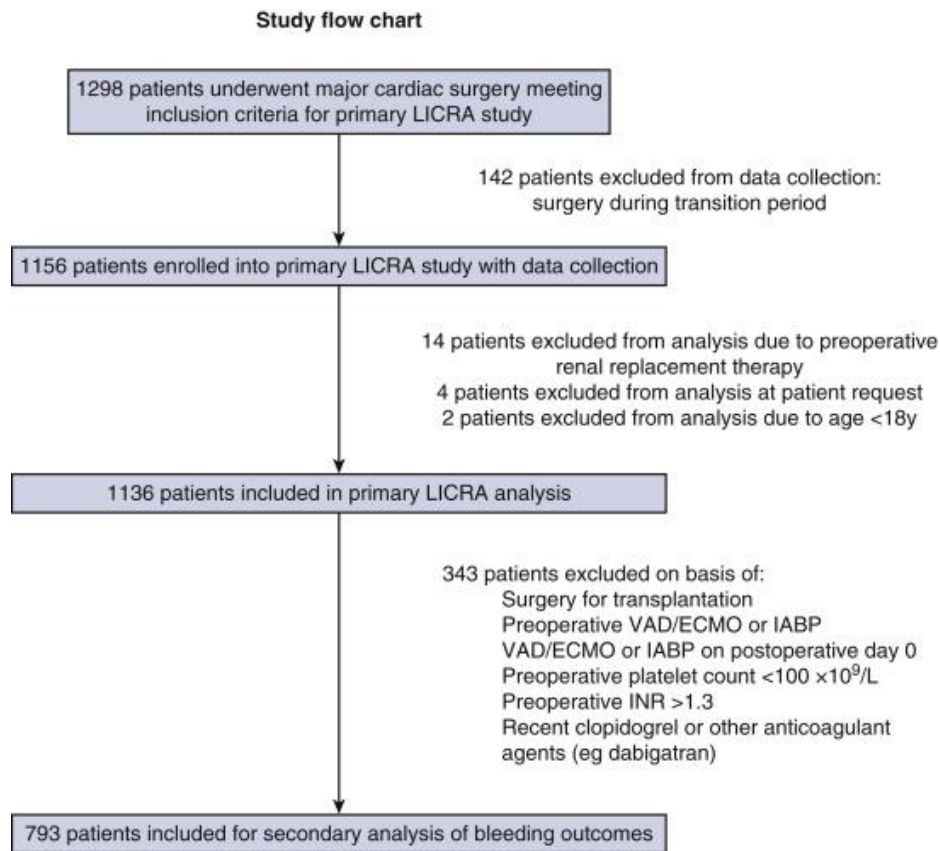 Study flow chart
1298 patients underwent major cardiac surgery meeting
inclusion criteria for primary LICRA study
142 patients excluded from data collection:
surgery during transition period
1156 patients enrolled into primary LICRA study with data collection
14 patients excluded from analysis due to preoperative
renal replacement therapy
4 patients excluded from analysis at patient request
2 patients excluded from analysis due to age <18y
1136 patients included in primary LICRA analysis
343 patients excluded on basis of:
Surgery for transplantation
Preoperative VAD/ECMO or IABP
VAD/ECMO or IABP on postoperative day 0
Preoperative platelet count <100 ×10⁹/L
Preoperative INR >1.3
Recent clopidogrel or other anticoagulant
agents (eg dabigatran)
793 patients included for secondary analysis of bleeding outcomes